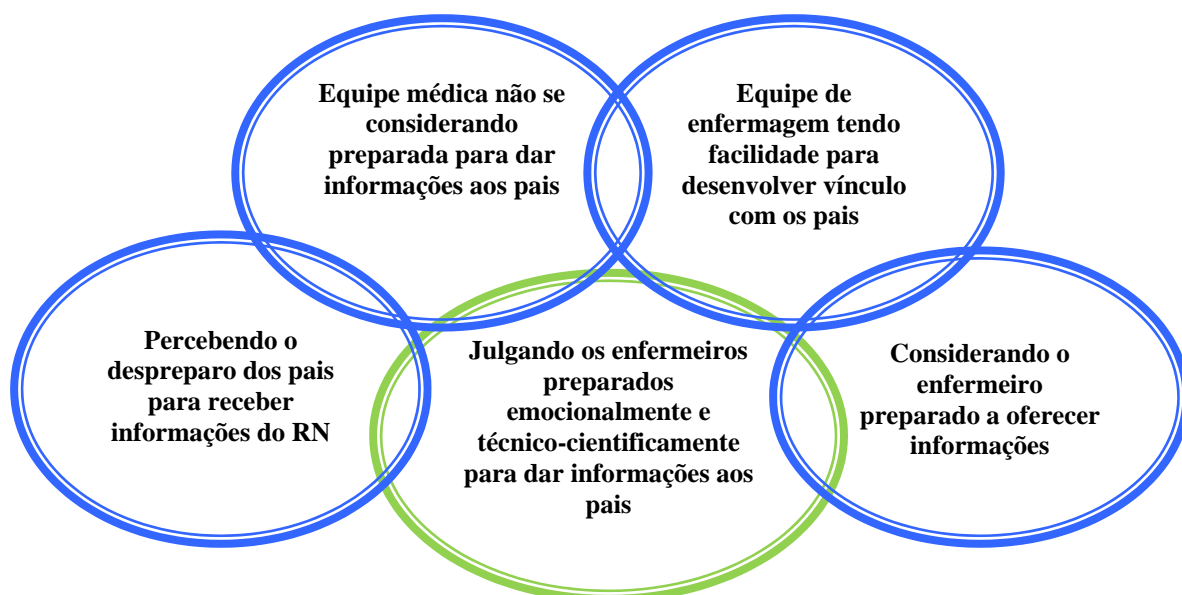 Equipe médica não se
considerando
preparada para dar
informações aos pais
Equipe de
enfermagem tendo
facilidade para
desenvolver vínculo
com os pais
Percebendo o
despreparo dos pais
para receber
informações do RN
Julgando os enfermeiros
preparados
emocionalmente e
técnico-cientificamente
para dar informações aos
pais
Considerando o
enfermeiro
preparado a oferecer
informações